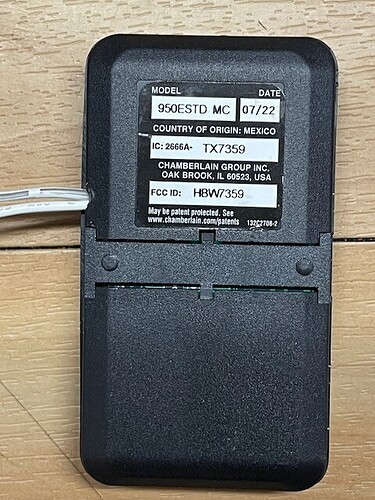 MODEL DATE
950ESTD MC 07/22
COUNTRY OF ORIGIN: MEXICO
IC: 2666A- TX7359
CHAMBERLAIN GROUP INC.
OAK BROOK, IL 60523, USA
FCC ID: HBW7359
May be patent protected. See
www.chamberlain.com/patents 132C2708-2